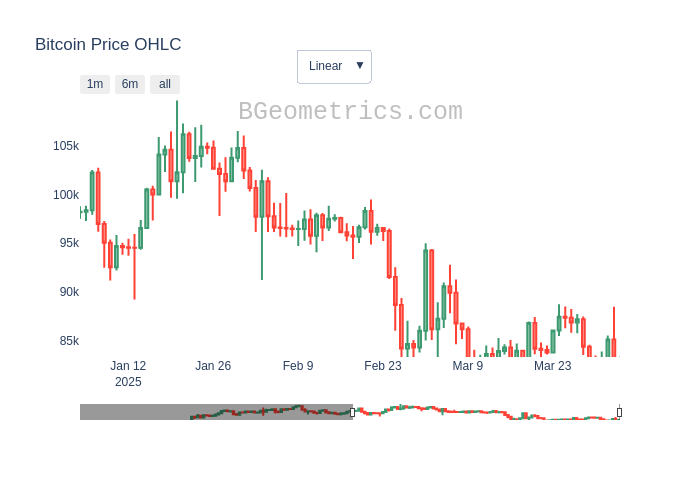 Bitcoin Price OHLC
Linear ▼
1m 6m all
BGeometrics.com
105k
100k
95k
90k
85k
Jan 12 Jan 26 Feb 9 Feb 23 Mar 9 Mar 23
2025